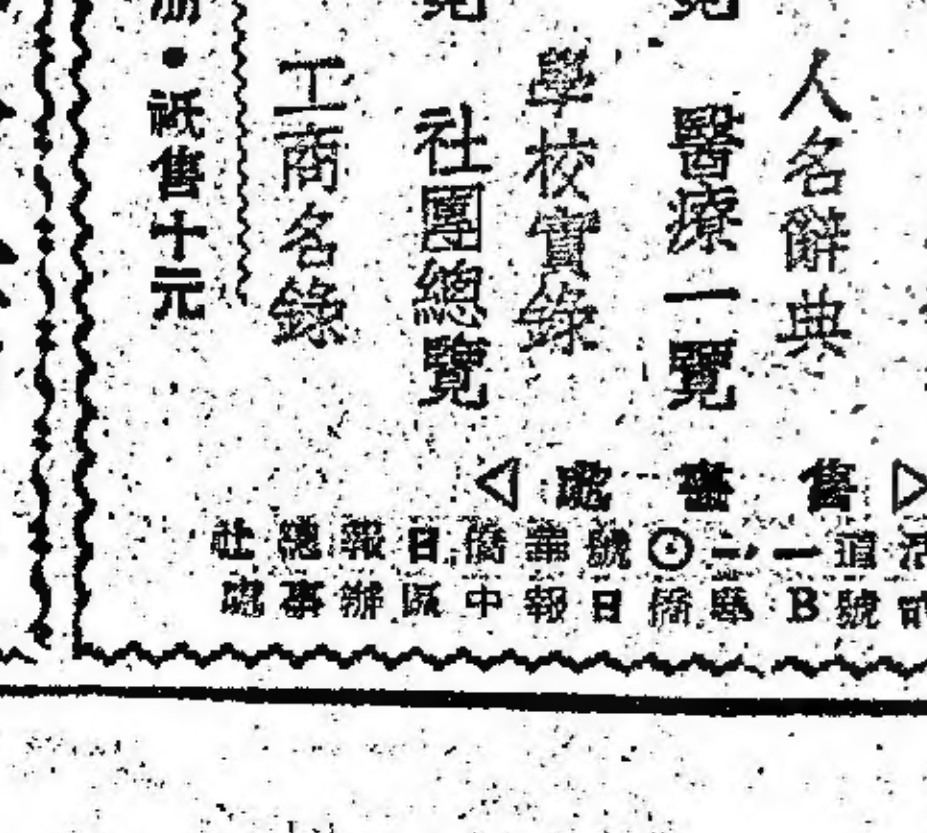 人名辭典
醫療一覽
學校實錄
社團總覽
工商名錄
・祇售十元
售書處
道一二⊙號華僑日報總社
號B華僑日報中區辦事處